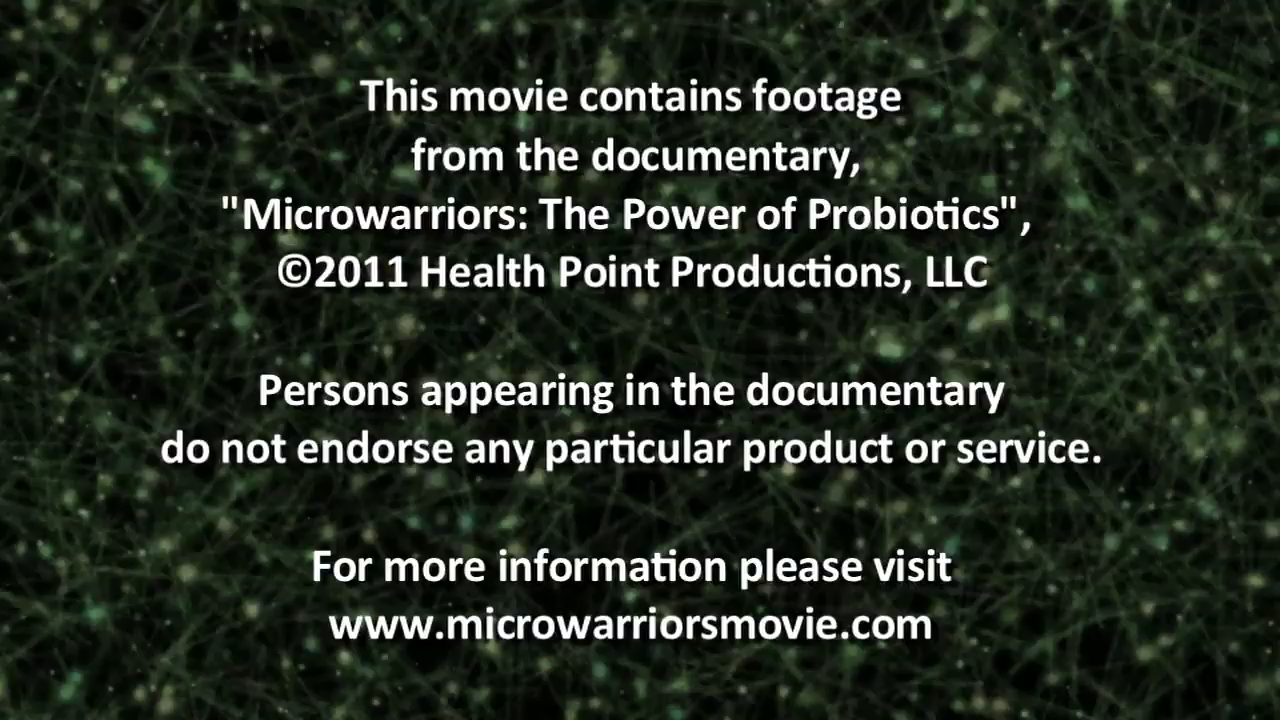 This movie contains footage
from the documentary,
"Microwarriors: The Power of Probiotics",
©2011 Health Point Productions, LLC
Persons appearing in the documentary
do not endorse any particular product or service.
For more information please visit
www.microwarriorsmovie.com